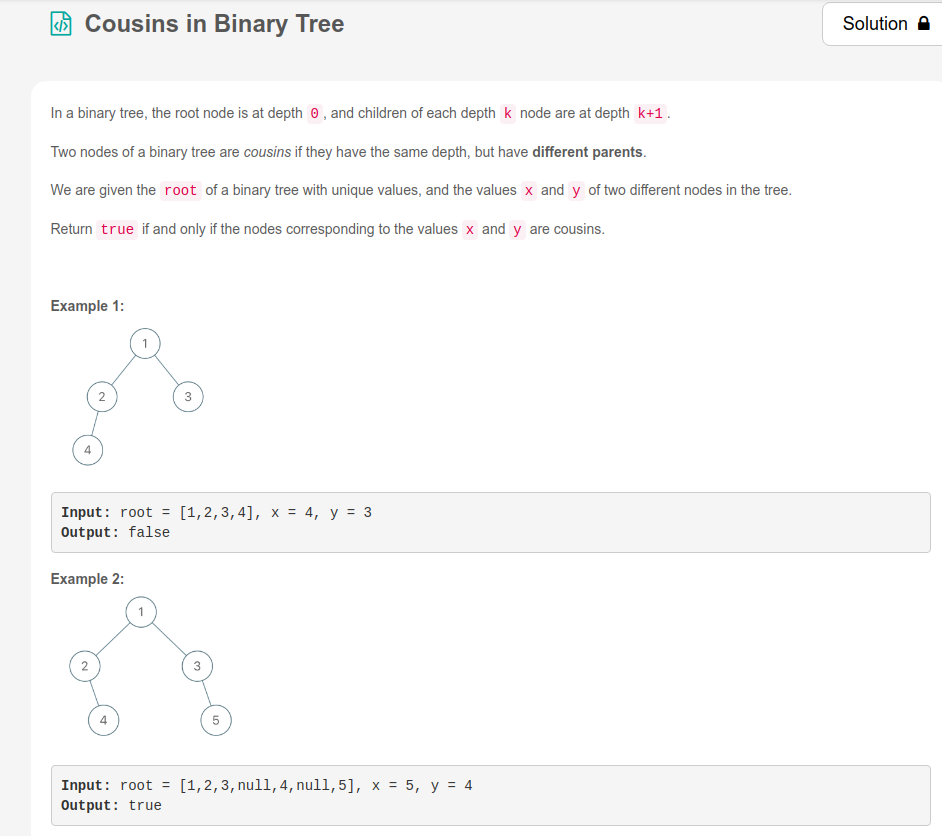 Cousins in Binary Tree
Solution
In a binary tree, the root node is at depth 0, and children of each depth k node are at depth k+1.
Two nodes of a binary tree are cousins if they have the same depth, but have different parents.
We are given the root of a binary tree with unique values, and the values x and y of two different nodes in the tree.
Return true if and only if the nodes corresponding to the values x and y are cousins.
Example 1:
1
2 3
4
Input: root = [1,2,3,4], x = 4, y = 3
Output: false
Example 2:
1
2 3
4 5
Input: root = [1,2,3,null,4,null,5], x = 5, y = 4
Output: true